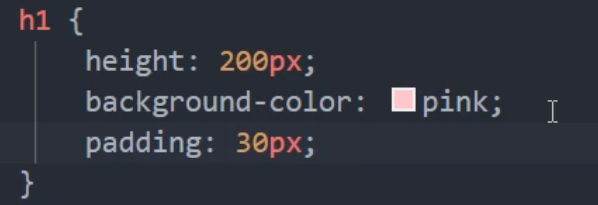 h1 {
    height: 200px;
    background-color: pink;
    padding: 30px;
}